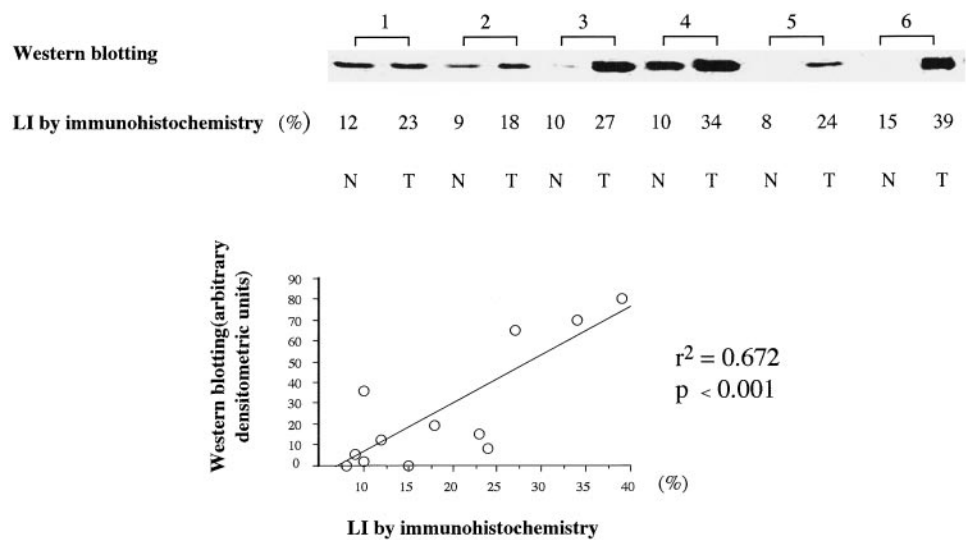 1 2 3 4 5 6
Western blotting
LI by immunohistochemistry (%) 12 23 9 18 10 27 10 34 8 24 15 39
N T N T N T N T N T N T
Western blotting(arbitrary
densitometric units)
90
80
70
60
50
40
30
20
10
0
10 15 20 25 30 35 40 (%)
LI by immunohistochemistry
r² = 0.672
p < 0.001